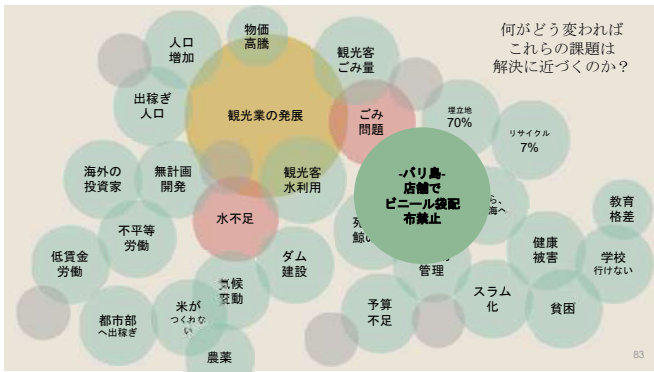 何がどう変われば
これらの課題は
解決に近づくのか？
人口
増加
物価
高騰
観光客
ごみ量
出稼ぎ
人口
観光業の発展
ごみ
問題
埋立地
70%
リサイクル
7%
海外の
投資家
無計画
開発
観光客
水利用
-バリ島-
店舗で
ビニール袋配
布禁止
ら、
海へ
教育
格差
水不足
不平等
労働
低賃金
労働
ダム
建設
気候
変動
管理
健康
被害
学校
行けない
都市部
へ出稼ぎ
米が
つくれな
い
農薬
予算
不足
スラム
化
貧困
83